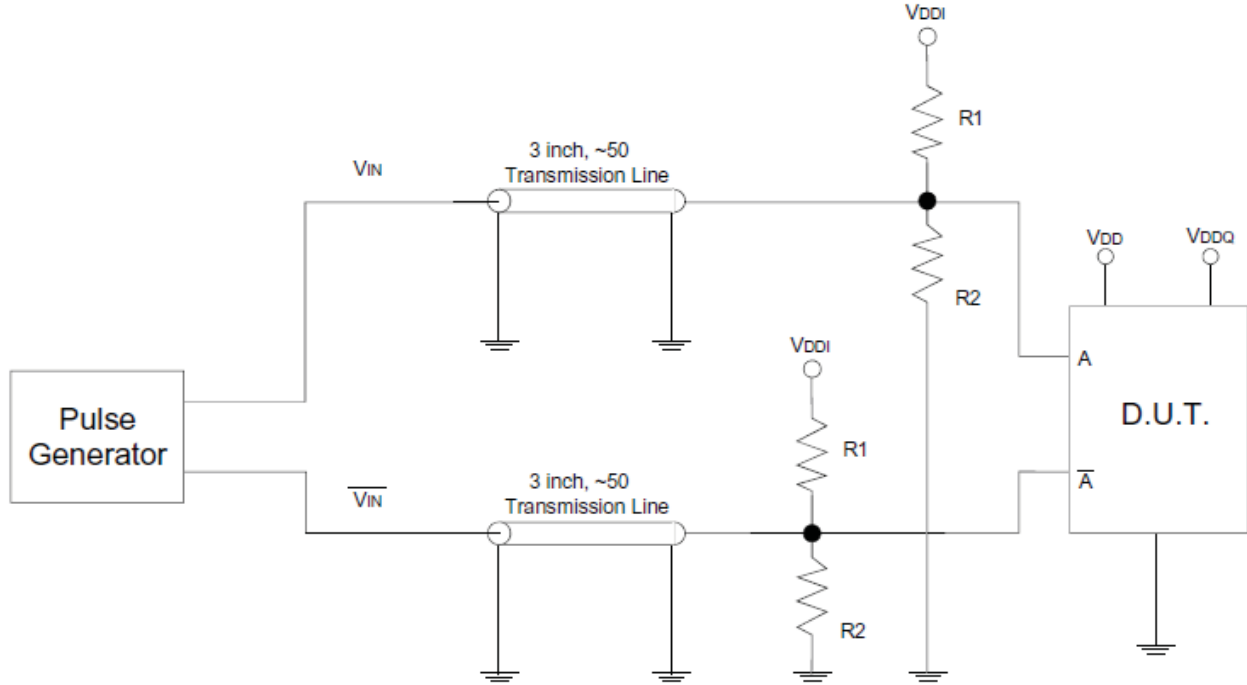 VDDI
R1
3 inch, ~50
Transmission Line
VIN
R2
VDD
VDDQ
VDDI
A
D.U.T.
Pulse
Generator
R1
A̅
3 inch, ~50
Transmission Line
V̅I̅N̅
R2